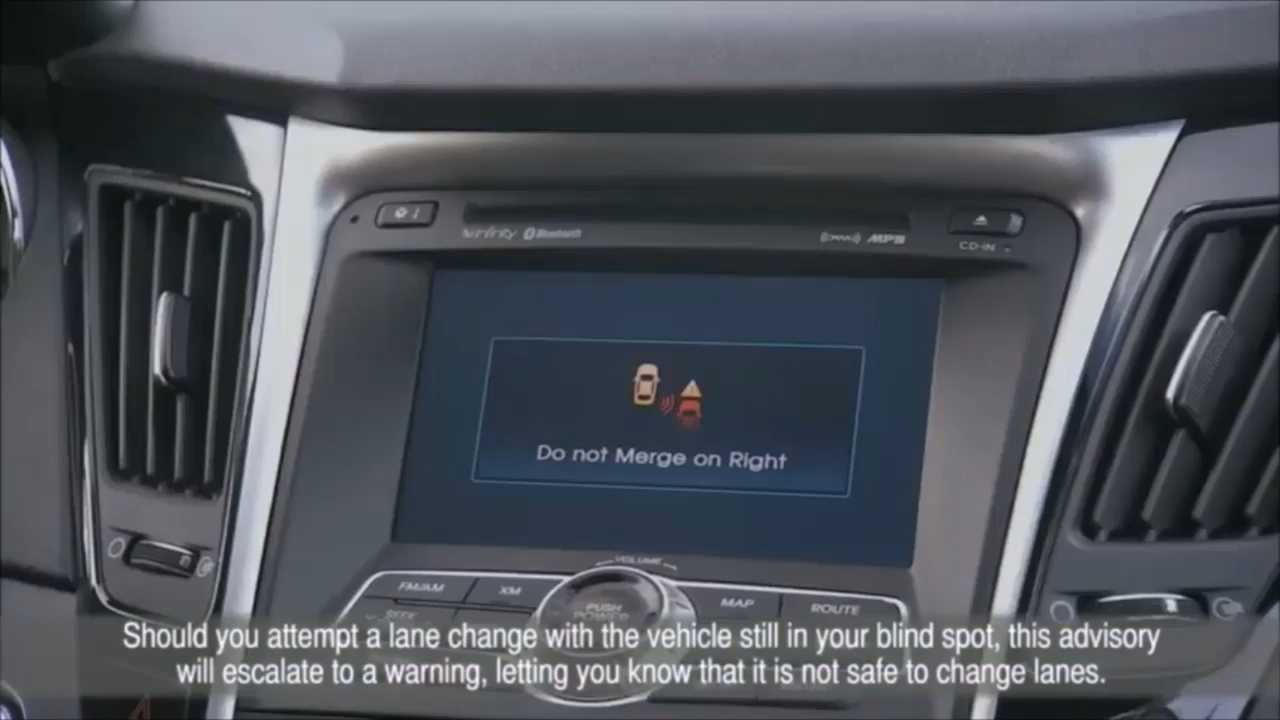 infinity Bluetooth
MP3
CD-IN
Do not Merge on Right
VOLUME
FM/AM
XM
PUSH
POWER
MAP
ROUTE
SEEK
Should you attempt a lane change with the vehicle still in your blind spot, this advisory
will escalate to a warning, letting you know that it is not safe to change lanes.